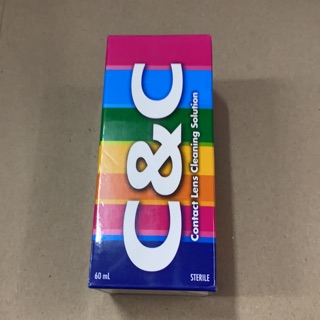 C&C
Contact Lens Cleaning Solution
60 mL
STERILE